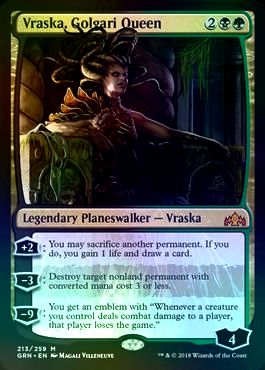 Vraska, Golgari Queen 2
Legendary Planeswalker — Vraska
+2: You may sacrifice another permanent. If you
do, you gain 1 life and draw a card.
−3: Destroy target nonland permanent with
converted mana cost 3 or less.
−9: You get an emblem with "Whenever a creature
you control deals combat damage to a player,
that player loses the game."
4
213/259 M
GRN • EN MAGALI VILLENEUVE
™ & © 2018 Wizards of the Coast